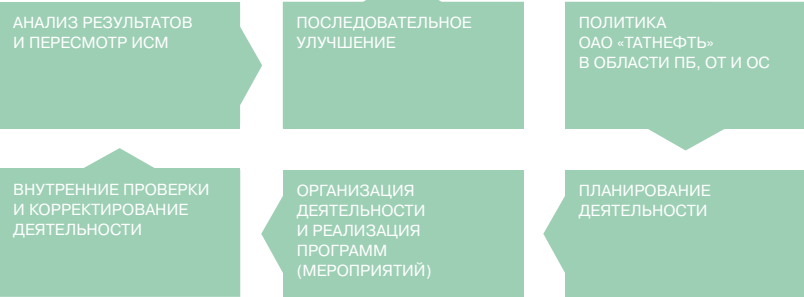 АНАЛИЗ РЕЗУЛЬТАТОВ
И ПЕРЕСМОТР ИСМ
ПОСЛЕДОВАТЕЛЬНОЕ
УЛУЧШЕНИЕ
ПОЛИТИКА
ОАО «ТАТНЕФТЬ»
В ОБЛАСТИ ПБ, ОТ И ОС
ВНУТРЕННИЕ ПРОВЕРКИ
И КОРРЕКТИРОВАНИЕ
ДЕЯТЕЛЬНОСТИ
ОРГАНИЗАЦИЯ
ДЕЯТЕЛЬНОСТИ
И РЕАЛИЗАЦИЯ
ПРОГРАММ
(МЕРОПРИЯТИЙ)
ПЛАНИРОВАНИЕ
ДЕЯТЕЛЬНОСТИ